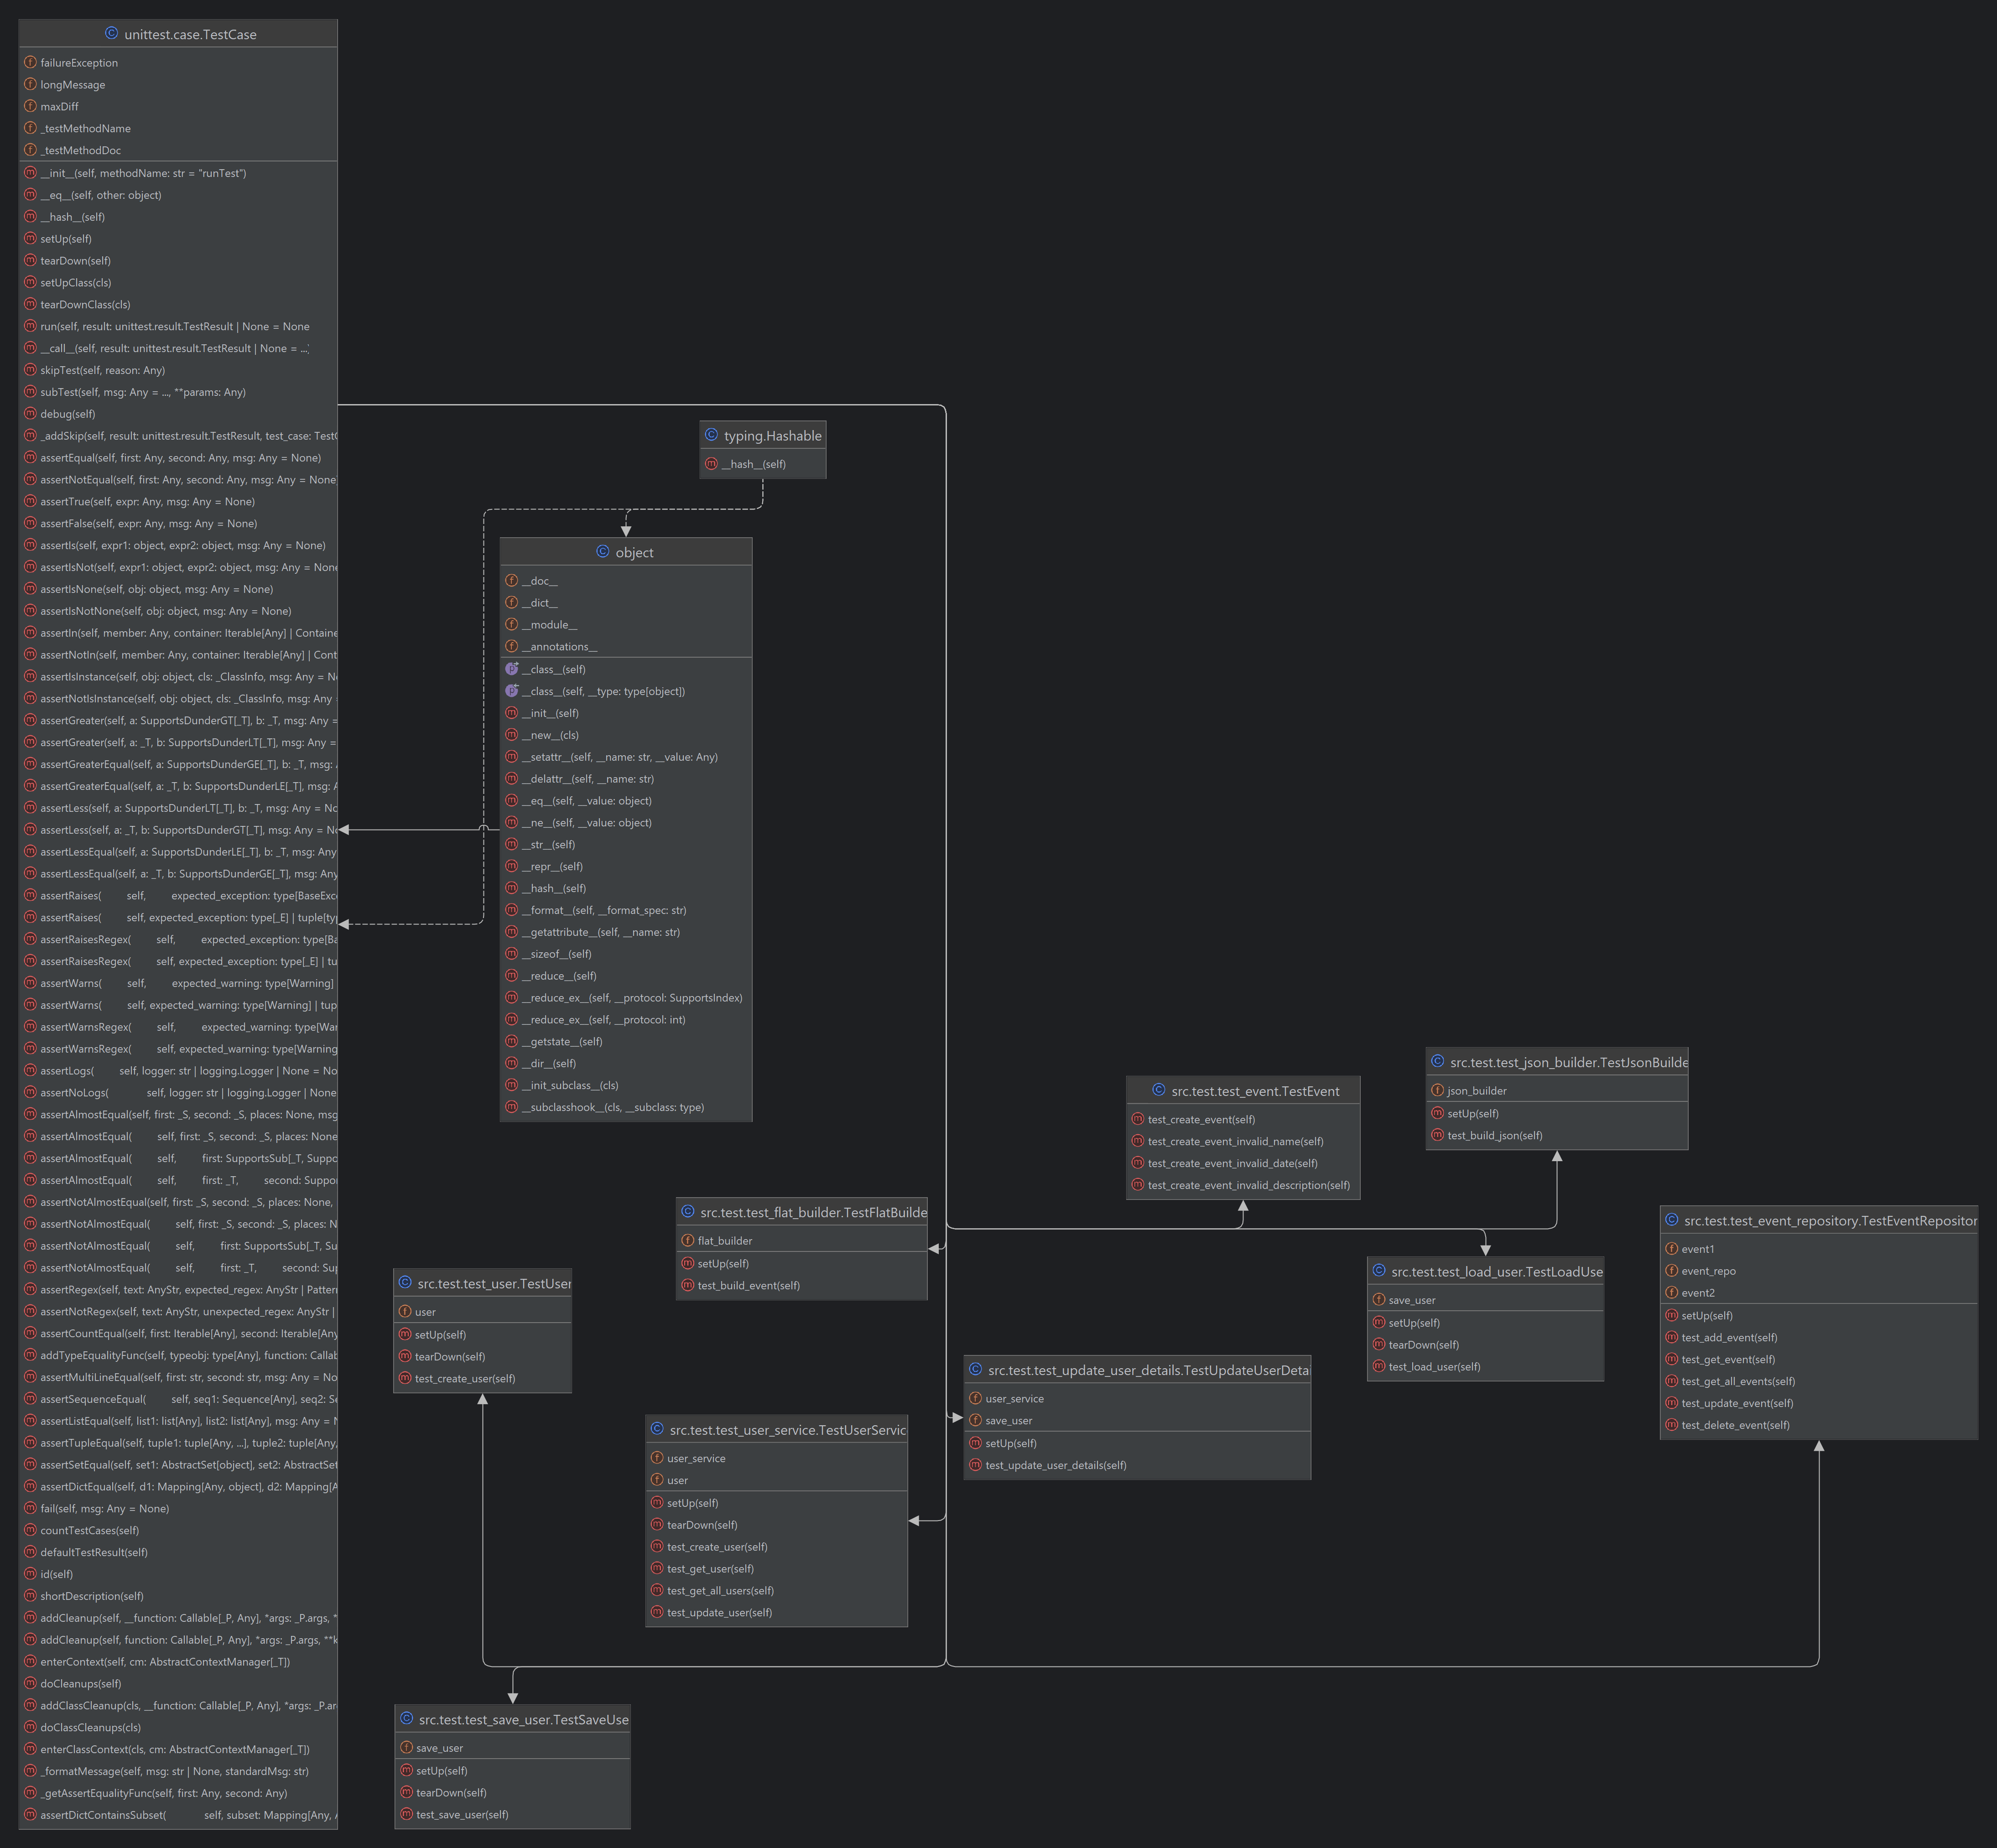 unittest.case.TestCase
failureException
longMessage
maxDiff
_testMethodName
_testMethodDoc
__init__(self, methodName: str = "runTest")
__eq__(self, other: object)
__hash__(self)
setUp(self)
tearDown(self)
setUpClass(cls)
tearDownClass(cls)
run(self, result: unittest.result.TestResult | None = None
__call__(self, result: unittest.result.TestResult | None = ...)
skipTest(self, reason: Any)
subTest(self, msg: Any = ..., **params: Any)
debug(self)
_addSkip(self, result: unittest.result.TestResult, test_case: Test
assertEqual(self, first: Any, second: Any, msg: Any = None)
assertNotEqual(self, first: Any, second: Any, msg: Any = None)
assertTrue(self, expr: Any, msg: Any = None)
assertFalse(self, expr: Any, msg: Any = None)
assertIs(self, expr1: object, expr2: object, msg: Any = None)
assertIsNot(self, expr1: object, expr2: object, msg: Any = None
assertIsNone(self, obj: object, msg: Any = None)
assertIsNotNone(self, obj: object, msg: Any = None)
assertIn(self, member: Any, container: Iterable[Any] | Containe
assertNotIn(self, member: Any, container: Iterable[Any] | Cont
assertIsInstance(self, obj: object, cls: _ClassInfo, msg: Any = N
assertNotIsInstance(self, obj: object, cls: _ClassInfo, msg: Any =
assertGreater(self, a: SupportsDunderGT[_T], b: _T, msg: Any =
assertGreater(self, a: _T, b: SupportsDunderLT[_T], msg: Any =
assertGreaterEqual(self, a: SupportsDunderGE[_T], b: _T, msg: A
assertGreaterEqual(self, a: _T, b: SupportsDunderLE[_T], msg: A
assertLess(self, a: SupportsDunderLT[_T], b: _T, msg: Any = No
assertLess(self, a: _T, b: SupportsDunderGT[_T], msg: Any = No
assertLessEqual(self, a: SupportsDunderLE[_T], b: _T, msg: Any
assertLessEqual(self, a: _T, b: SupportsDunderGE[_T], msg: Any
assertRaises( self, expected_exception: type[BaseExc
assertRaises( self, expected_exception: type[_E] | tuple[ty
assertRaisesRegex( self, expected_exception: type[Ba
assertRaisesRegex( self, expected_exception: type[_E] | tu
assertWarns( self, expected_warning: type[Warning]
assertWarns( self, expected_warning: type[Warning] | tup
assertWarnsRegex( self, expected_warning: type[War
assertWarnsRegex( self, expected_warning: type[Warning
assertLogs( self, logger: str | logging.Logger | None = No
assertNoLogs( self, logger: str | logging.Logger | None
assertAlmostEqual(self, first: _S, second: _S, places: None, msg
assertAlmostEqual( self, first: _S, second: _S, places: None
assertAlmostEqual( self, first: SupportsSub[_T, Suppo
assertAlmostEqual( self, first: _T, second: Suppor
assertNotAlmostEqual(self, first: _S, second: _S, places: None,
assertNotAlmostEqual( self, first: _S, second: _S, places: N
assertNotAlmostEqual( self, first: SupportsSub[_T, Su
assertNotAlmostEqual( self, first: _T, second: Sup
assertRegex(self, text: AnyStr, expected_regex: AnyStr | Pattern
assertNotRegex(self, text: AnyStr, unexpected_regex: AnyStr |
assertCountEqual(self, first: Iterable[Any], second: Iterable[Any
addTypeEqualityFunc(self, typeobj: type[Any], function: Callab
assertMultiLineEqual(self, first: str, second: str, msg: Any = No
assertSequenceEqual( self, seq1: Sequence[Any], seq2: Se
assertListEqual(self, list1: list[Any], list2: list[Any], msg: Any = N
assertTupleEqual(self, tuple1: tuple[Any, ...], tuple2: tuple[Any,
assertSetEqual(self, set1: AbstractSet[object], set2: AbstractSet
assertDictEqual(self, d1: Mapping[Any, object], d2: Mapping[A
fail(self, msg: Any = None)
countTestCases(self)
defaultTestResult(self)
id(self)
shortDescription(self)
addCleanup(self, __function: Callable[_P, Any], *args: _P.args, *
addCleanup(self, function: Callable[_P, Any], *args: _P.args, **k
enterContext(self, cm: AbstractContextManager[_T])
doCleanups(self)
addClassCleanup(cls, __function: Callable[_P, Any], *args: _P.ar
doClassCleanups(cls)
enterClassContext(cls, cm: AbstractContextManager[_T])
_formatMessage(self, msg: str | None, standardMsg: str)
_getAssertEqualityFunc(self, first: Any, second: Any)
assertDictContainsSubset( self, subset: Mapping[Any, A
typing.Hashable
__hash__(self)
object
__doc__
__dict__
__module__
__annotations__
__class__(self)
__class__(self, __type: type[object])
__init__(self)
__new__(cls)
__setattr__(self, __name: str, __value: Any)
__delattr__(self, __name: str)
__eq__(self, __value: object)
__ne__(self, __value: object)
__str__(self)
__repr__(self)
__hash__(self)
__format__(self, __format_spec: str)
__getattribute__(self, __name: str)
__sizeof__(self)
__reduce__(self)
__reduce_ex__(self, __protocol: SupportsIndex)
__reduce_ex__(self, __protocol: int)
__getstate__(self)
__dir__(self)
__init_subclass__(cls)
__subclasshook__(cls, __subclass: type)
src.test.test_json_builder.TestJsonBuilde
json_builder
setUp(self)
test_build_json(self)
src.test.test_event.TestEvent
test_create_event(self)
test_create_event_invalid_name(self)
test_create_event_invalid_date(self)
test_create_event_invalid_description(self)
src.test.test_flat_builder.TestFlatBuilde
flat_builder
setUp(self)
test_build_event(self)
src.test.test_event_repository.TestEventRepositor
event1
event_repo
event2
setUp(self)
test_add_event(self)
test_get_event(self)
test_get_all_events(self)
test_update_event(self)
test_delete_event(self)
src.test.test_load_user.TestLoadUse
save_user
setUp(self)
tearDown(self)
test_load_user(self)
src.test.test_user.TestUser
user
setUp(self)
tearDown(self)
test_create_user(self)
src.test.test_update_user_details.TestUpdateUserDetai
user_service
save_user
setUp(self)
test_update_user_details(self)
src.test.test_user_service.TestUserServic
user_service
user
setUp(self)
tearDown(self)
test_create_user(self)
test_get_user(self)
test_get_all_users(self)
test_update_user(self)
src.test.test_save_user.TestSaveUse
save_user
setUp(self)
tearDown(self)
test_save_user(self)